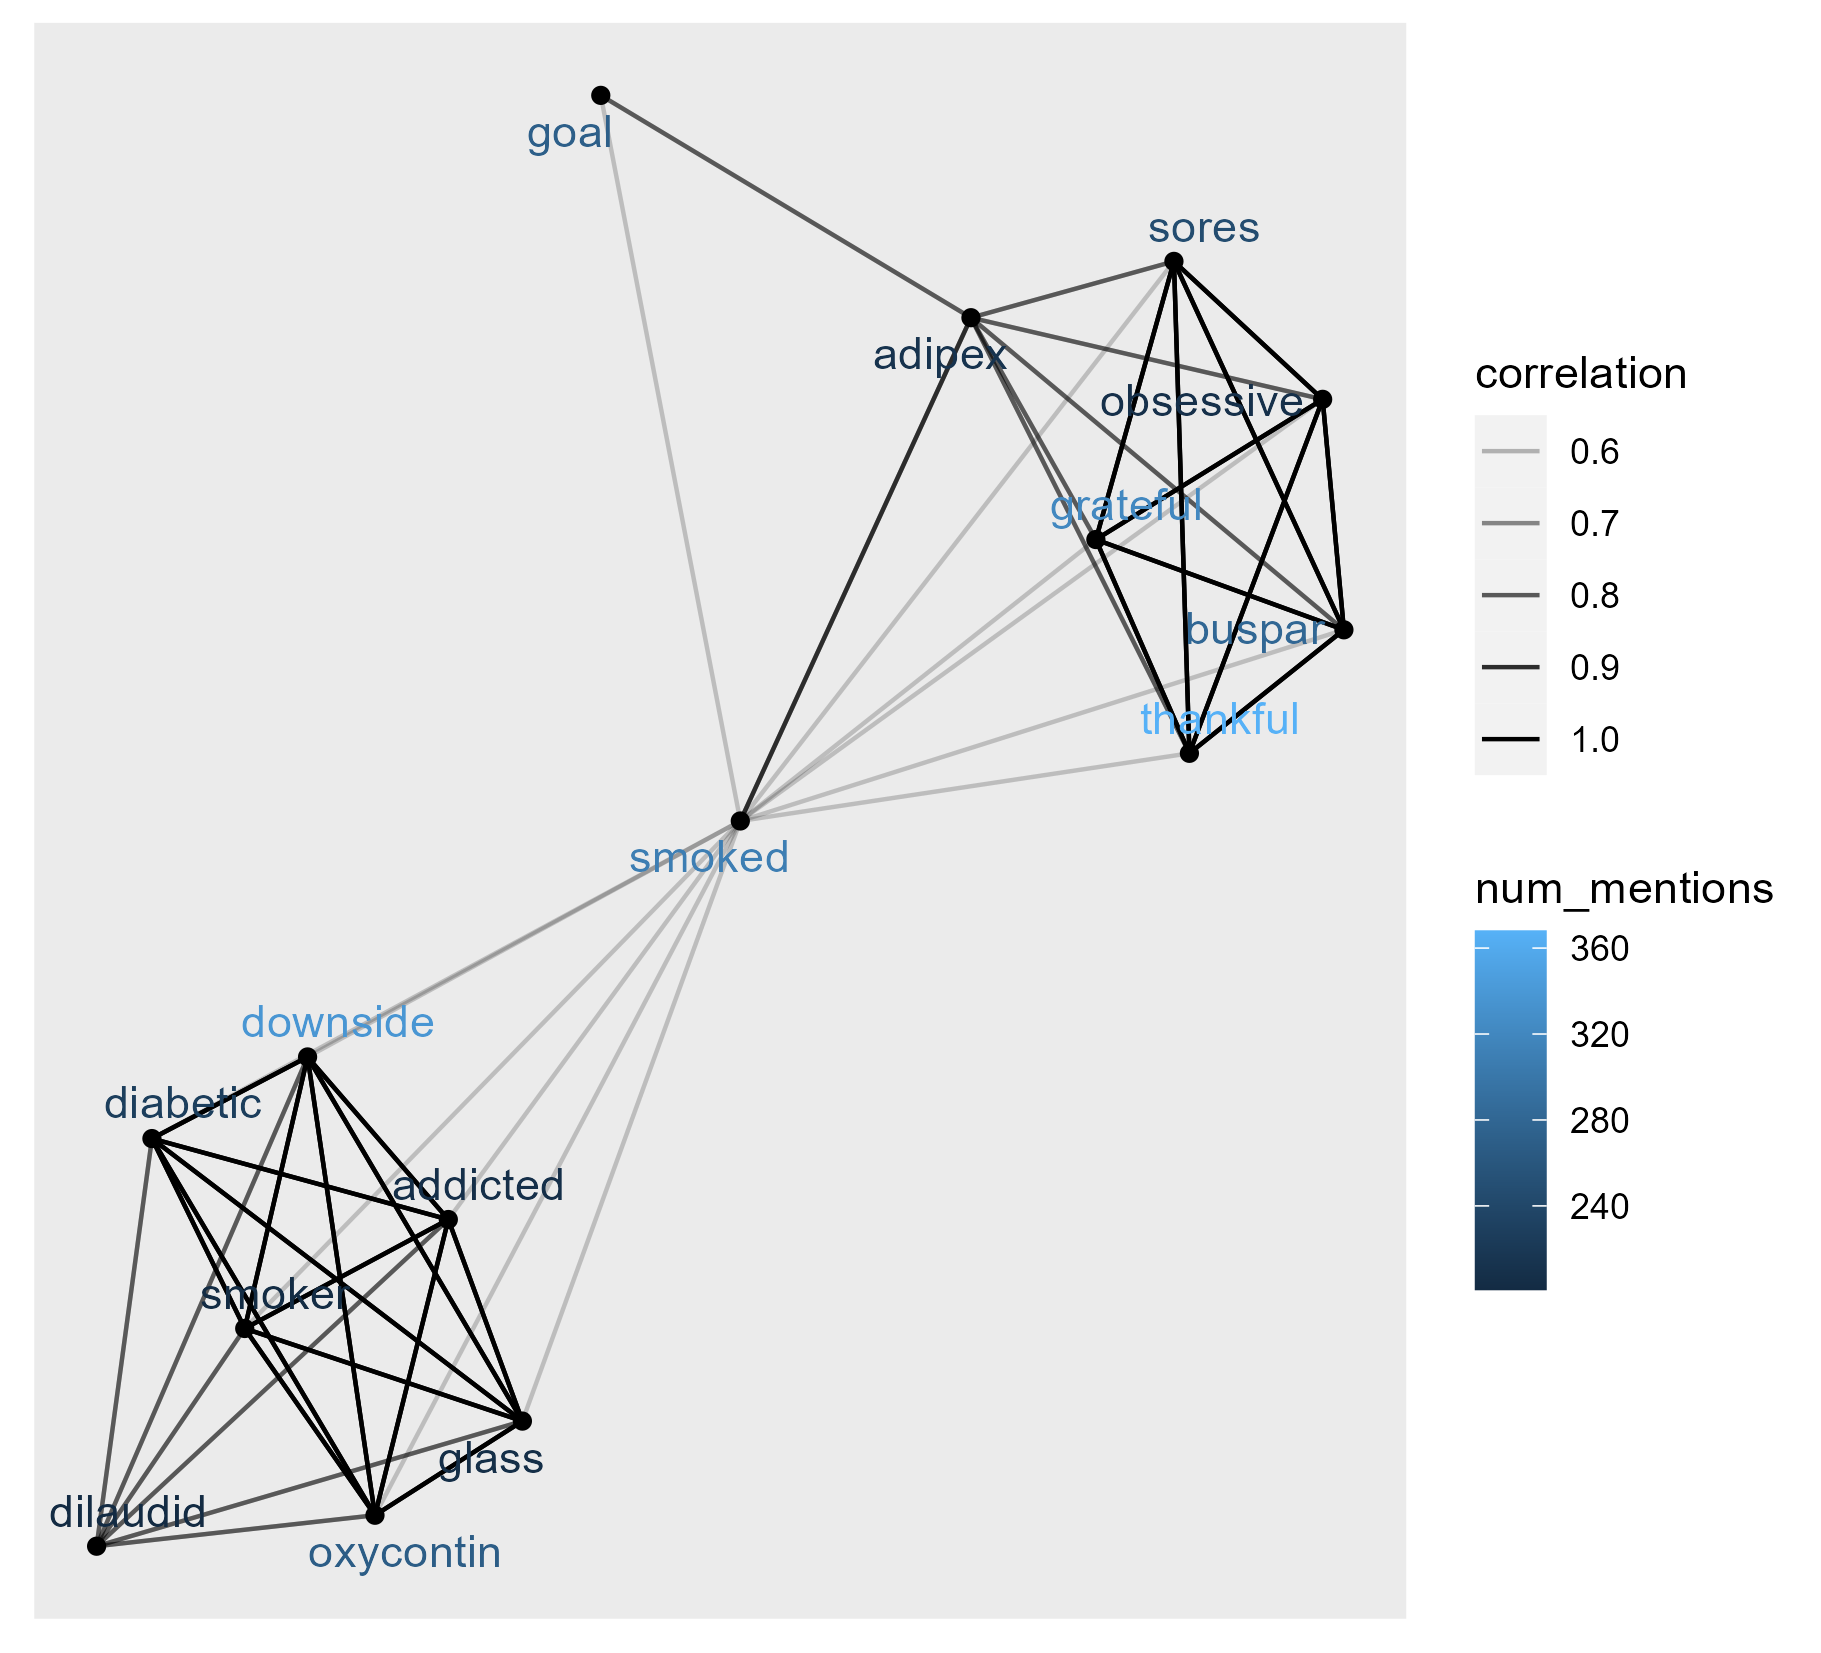 goal
sores
adipex
obsessive
grateful
buspar
thankful
smoked
downside
diabetic
addicted
smoker
glass
dilaudid
oxycontin
correlation
0.6
0.7
0.8
0.9
1.0
num_mentions
360
320
280
240